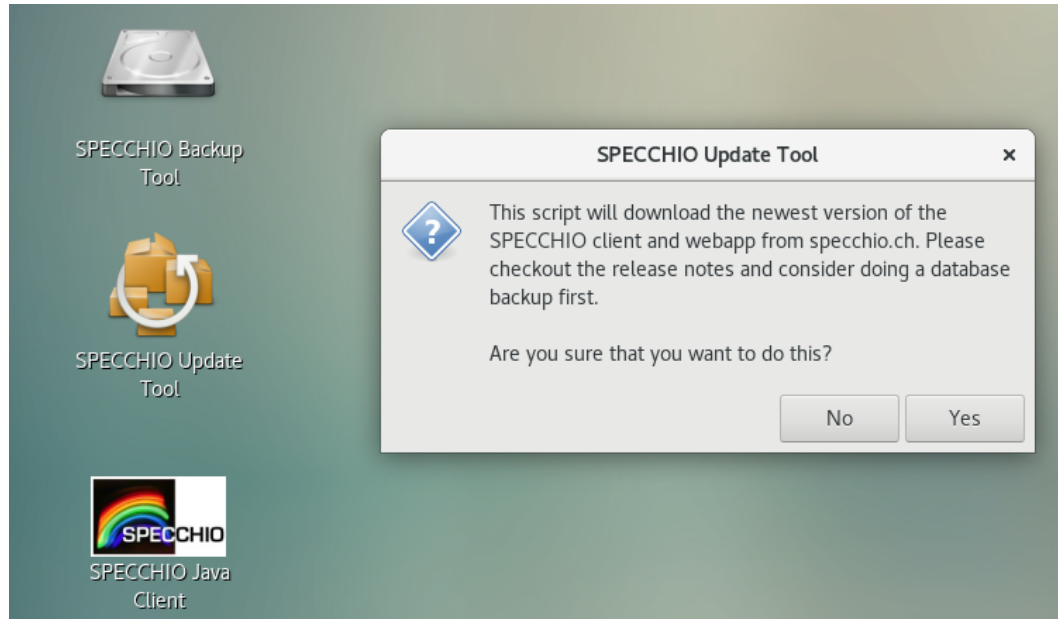 SPECCHIO Backup
Tool
SPECCHIO Update Tool
×
?
This script will download the newest version of the
SPECCHIO client and webapp from specchio.ch. Please
checkout the release notes and consider doing a database
backup first.
Are you sure that you want to do this?
No
Yes
SPECCHIO Update
Tool
SPECCHIO
SPECCHIO Java
Client